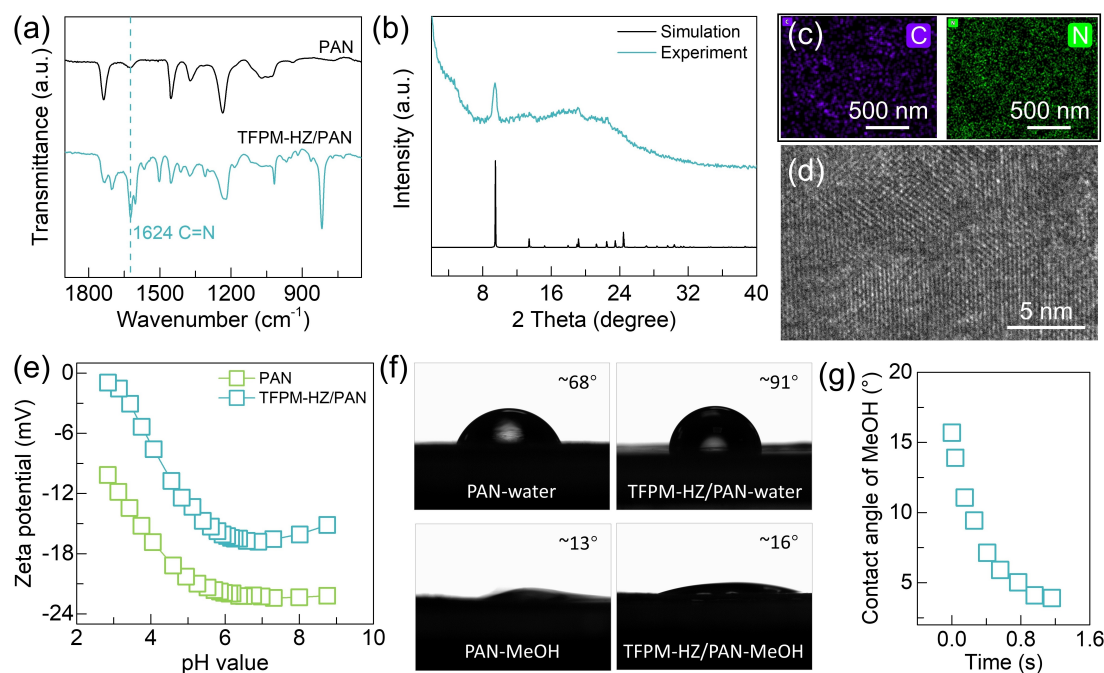 (a)
PAN
TFPM-HZ/PAN
1624 C=N
Transmittance (a.u.)
1800 1500 1200 900
Wavenumber (cm⁻¹)
(b)
Simulation
Experiment
Intensity (a.u.)
8 16 24 32 40
2 Theta (degree)
(c)
C
500 nm
N
500 nm
(d)
5 nm
(e)
PAN
TFPM-HZ/PAN
Zeta potential (mV)
0
-6
-12
-18
-24
2 4 6 8 10
pH value
(f)
~68°
PAN-water
~91°
TFPM-HZ/PAN-water
~13°
PAN-MeOH
~16°
TFPM-HZ/PAN-MeOH
(g)
Contact angle of MeOH (°)
20
15
10
5
0.0 0.8 1.6
Time (s)